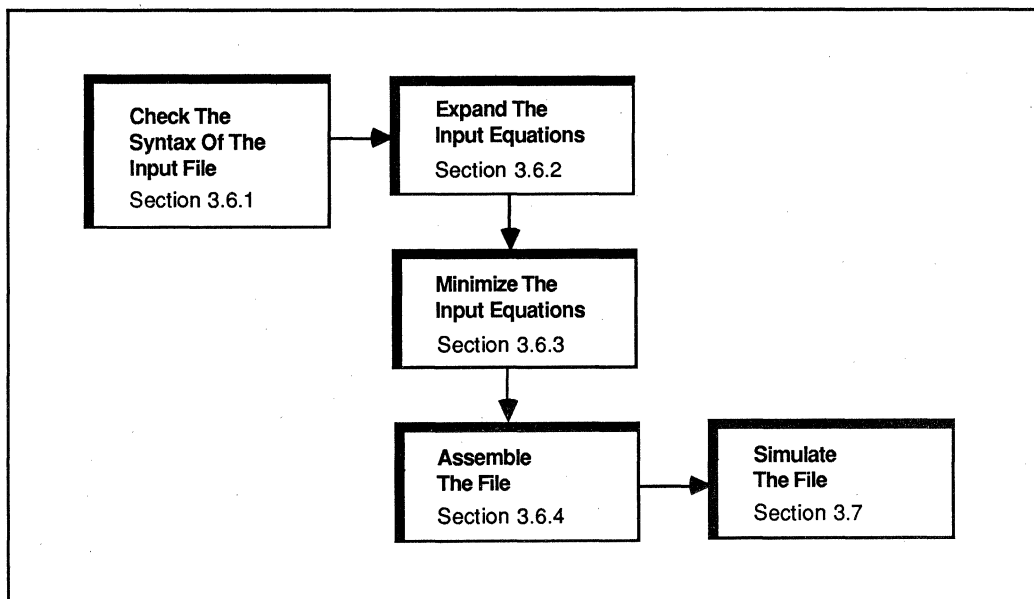 Check The
Syntax Of The
Input File
Section 3.6.1
Expand The
Input Equations
Section 3.6.2
Minimize The
Input Equations
Section 3.6.3
Assemble
The File
Section 3.6.4
Simulate
The File
Section 3.7